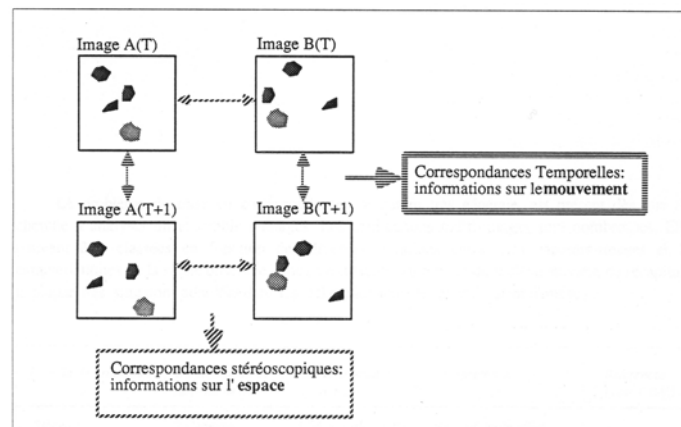 Image A(T)
Image B(T)
Correspondances Temporelles:
informations sur lemouvement
Image A(T+1)
Image B(T+1)
Correspondances stéréoscopiques:
informations sur l' espace